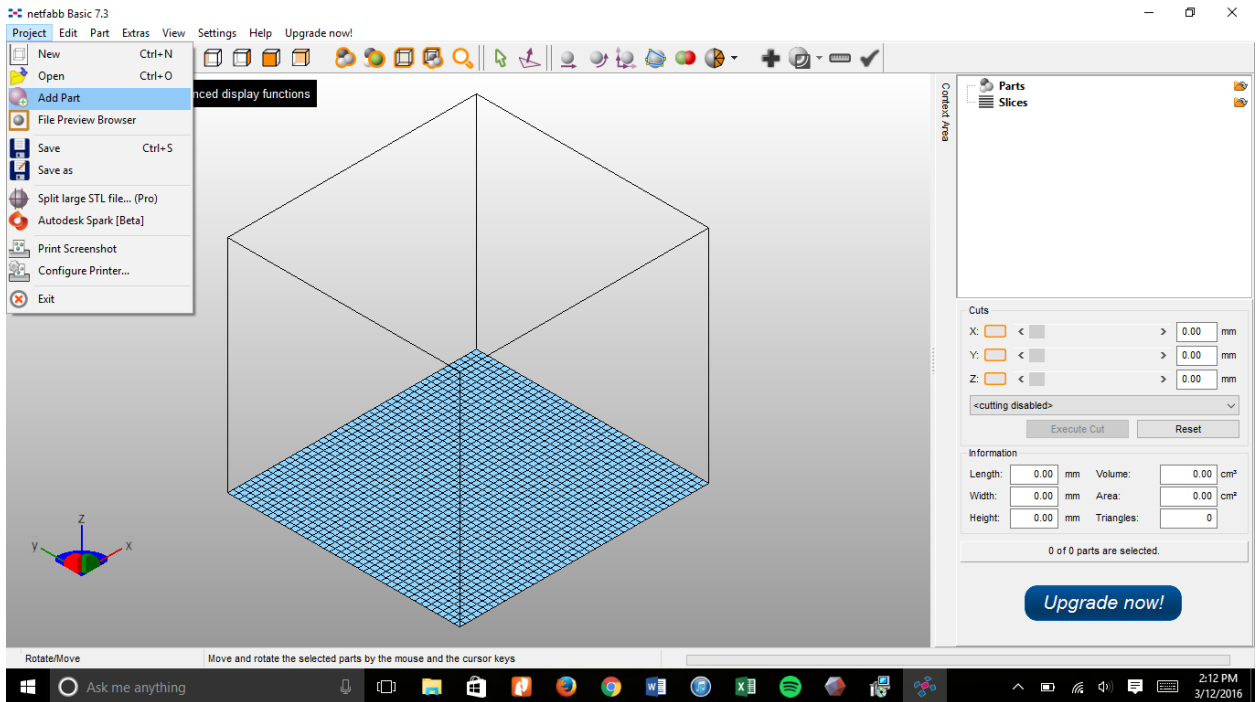 netfabb Basic 7.3
Project Edit Part Extras View Settings Help Upgrade now!
New Ctrl+N
Open Ctrl+O
Add Part
File Preview Browser
Save Ctrl+S
Save as
Split large STL file... (Pro)
Autodesk Spark [Beta]
Print Screenshot
Configure Printer...
Exit
nced display functions
z
y
x
Context Area
Parts
Slices
Cuts
X: < > 0.00 mm
Y: < > 0.00 mm
Z: < > 0.00 mm
<cutting disabled>
Execute Cut Reset
Information
Length: 0.00 mm Volume: 0.00 cm³
Width: 0.00 mm Area: 0.00 cm²
Height: 0.00 mm Triangles: 0
0 of 0 parts are selected.
Upgrade now!
Rotate/Move Move and rotate the selected parts by the mouse and the cursor keys
Ask me anything
2:12 PM
3/12/2016